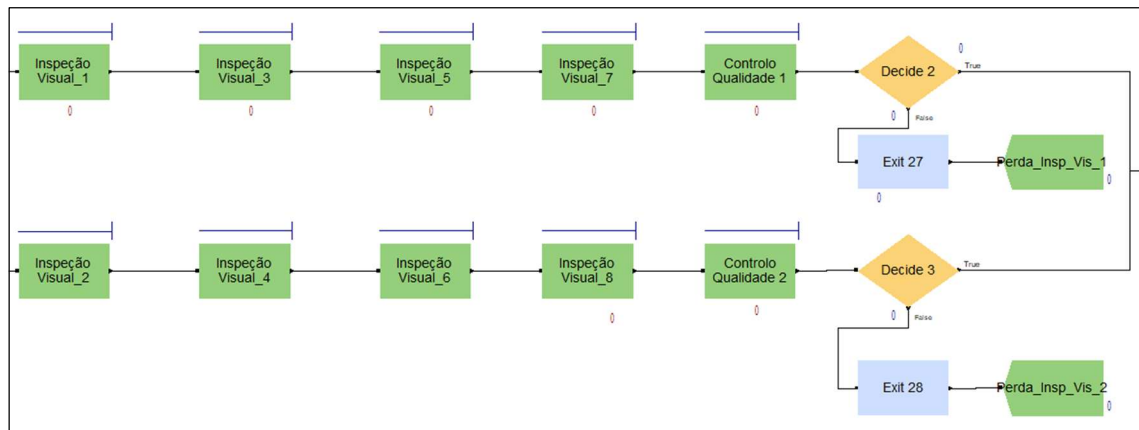 Inspeção
Visual_1
0
Inspeção
Visual_3
0
Inspeção
Visual_5
0
Inspeção
Visual_7
0
Controlo
Qualidade 1
0
Decide 2
0
True
0
False
Exit 27
0
Perda_Insp_Vis_1
0
Inspeção
Visual_2
Inspeção
Visual_4
Inspeção
Visual_6
Inspeção
Visual_8
0
Controlo
Qualidade 2
0
Decide 3
True
0
False
Exit 28
Perda_Insp_Vis_2
0